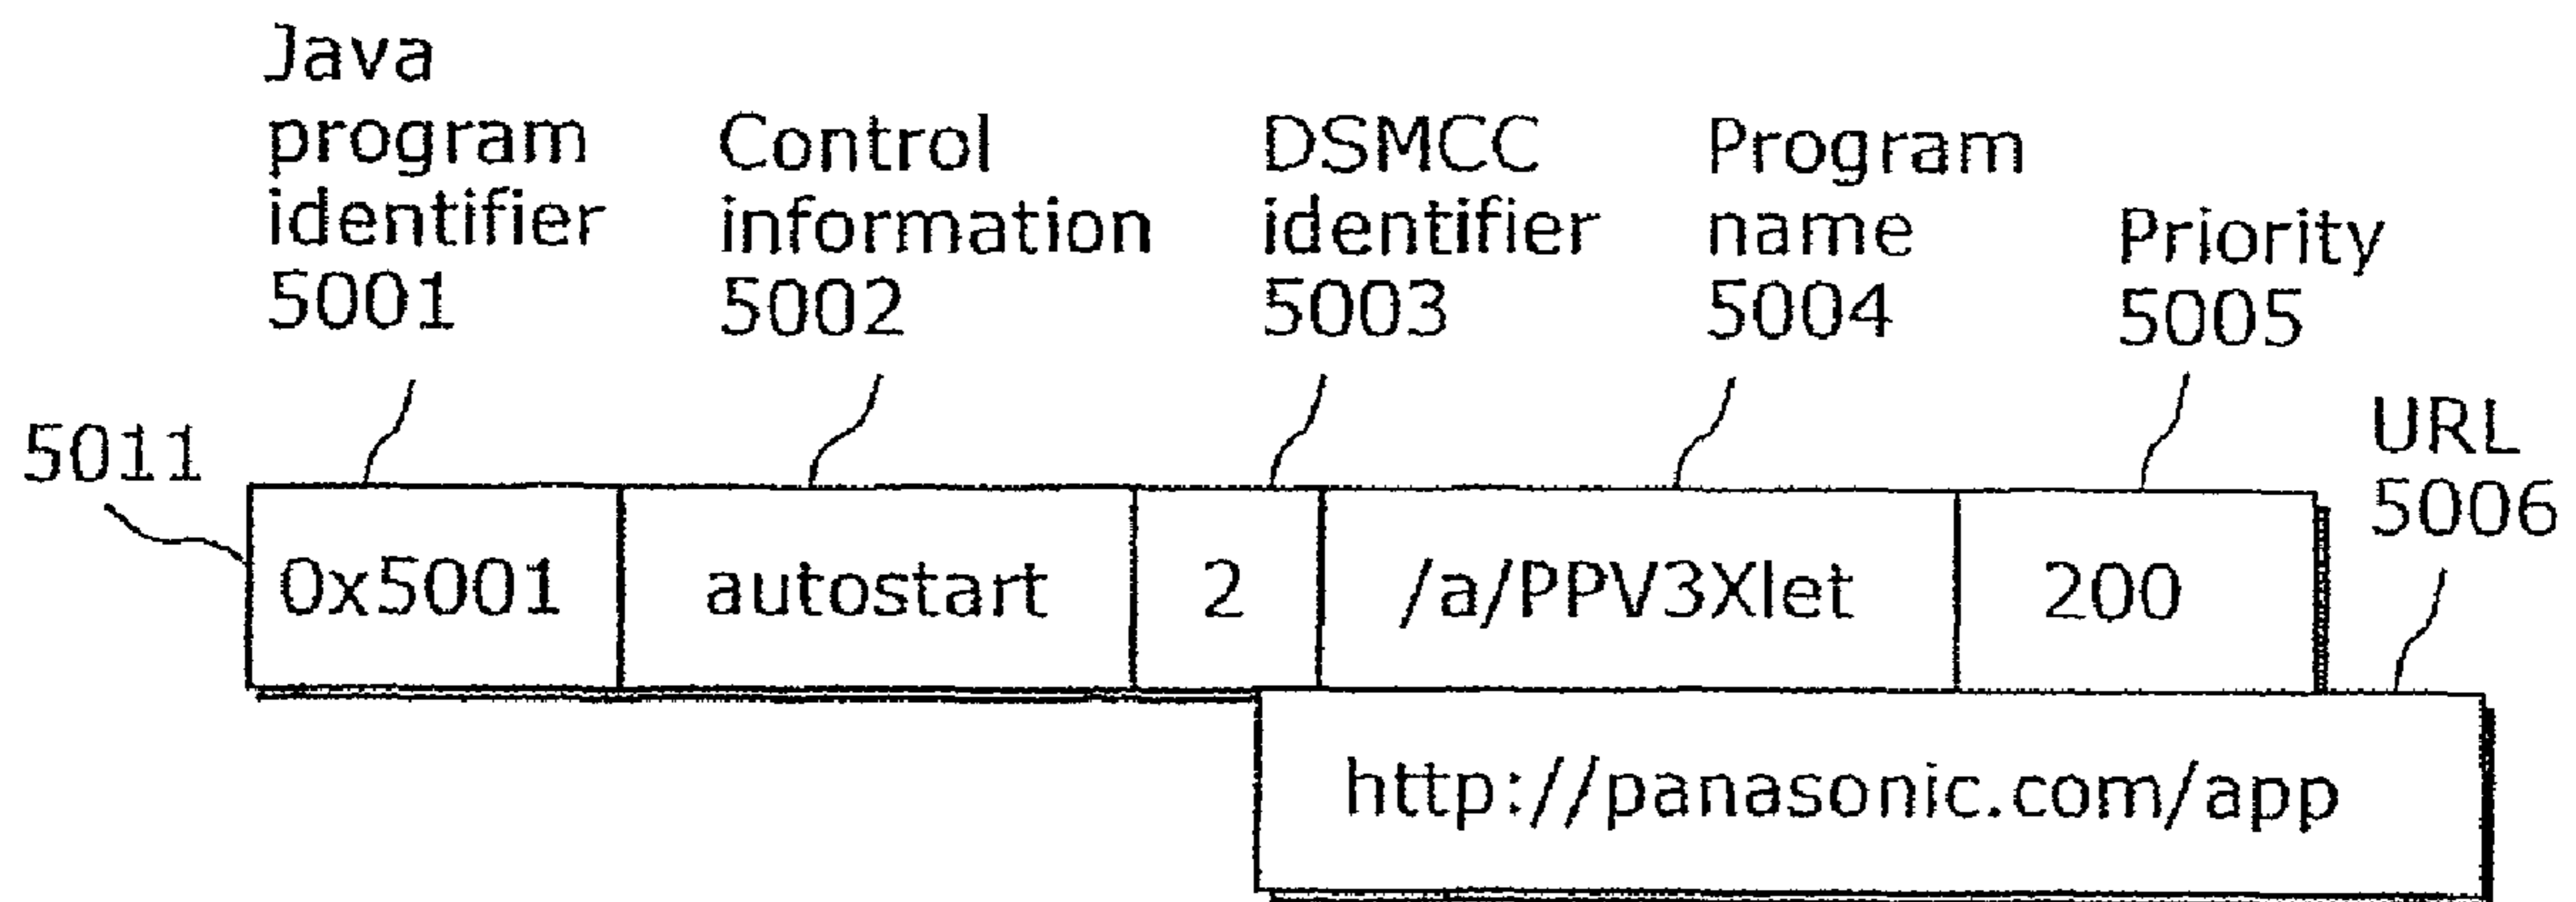 Java
program
identifier
5001
Control
information
5002
DSMCC
identifier
5003
Program
name
5004
Priority
5005
URL
5006
5011
0x5001 autostart 2 /a/PPV3Xlet 200
http://panasonic.com/app